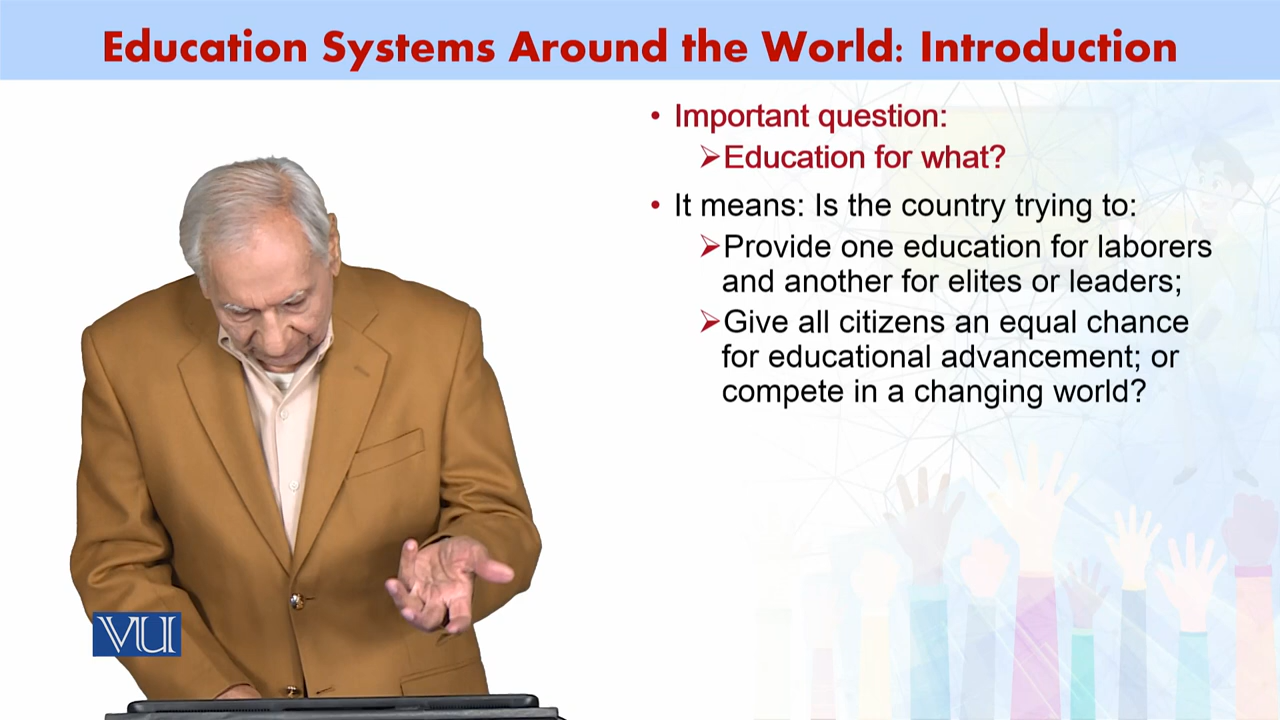 Education Systems Around the World: Introduction
• Important question:
➢Education for what?
• It means: Is the country trying to:
➢Provide one education for laborers
and another for elites or leaders;
➢Give all citizens an equal chance
for educational advancement; or
compete in a changing world?
VU